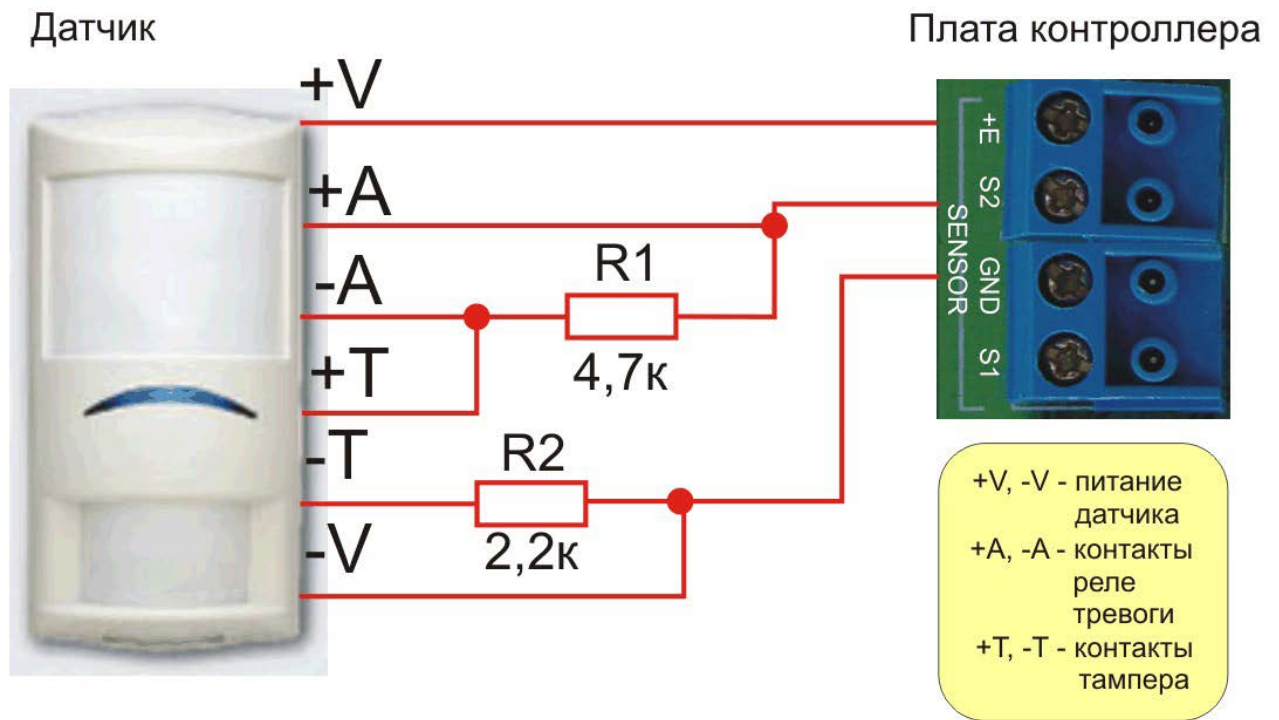 Датчик
Плата контроллера
+V
+A
-A
+T
-T
-V
R1
4,7к
R2
2,2к
+E
S2
GND
S1
SENSOR
+V, -V - питание
датчика
+A, -A - контакты
реле
тревоги
+T, -T - контакты
тампера